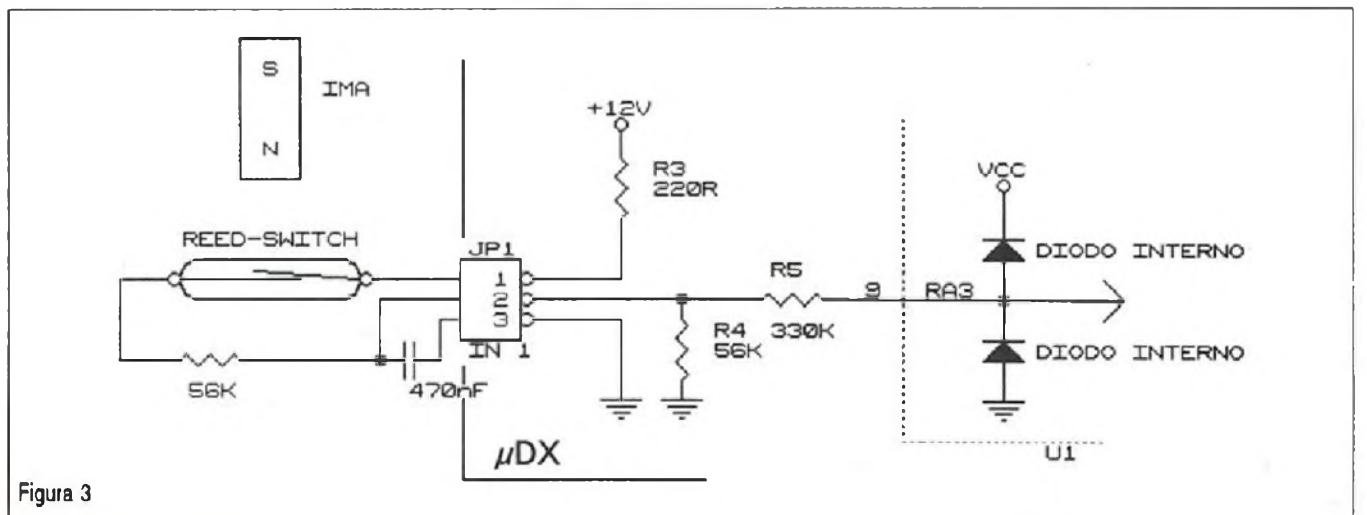 S
IMA
N
+12V
R3
220R
VCC
REED-SWITCH
JP1
1
2
3
IN 1
R5
330K
R4
56K
9
RA3
DIODO INTERNO
DIODO INTERNO
56K
470nF
µDX
U1
Figura 3